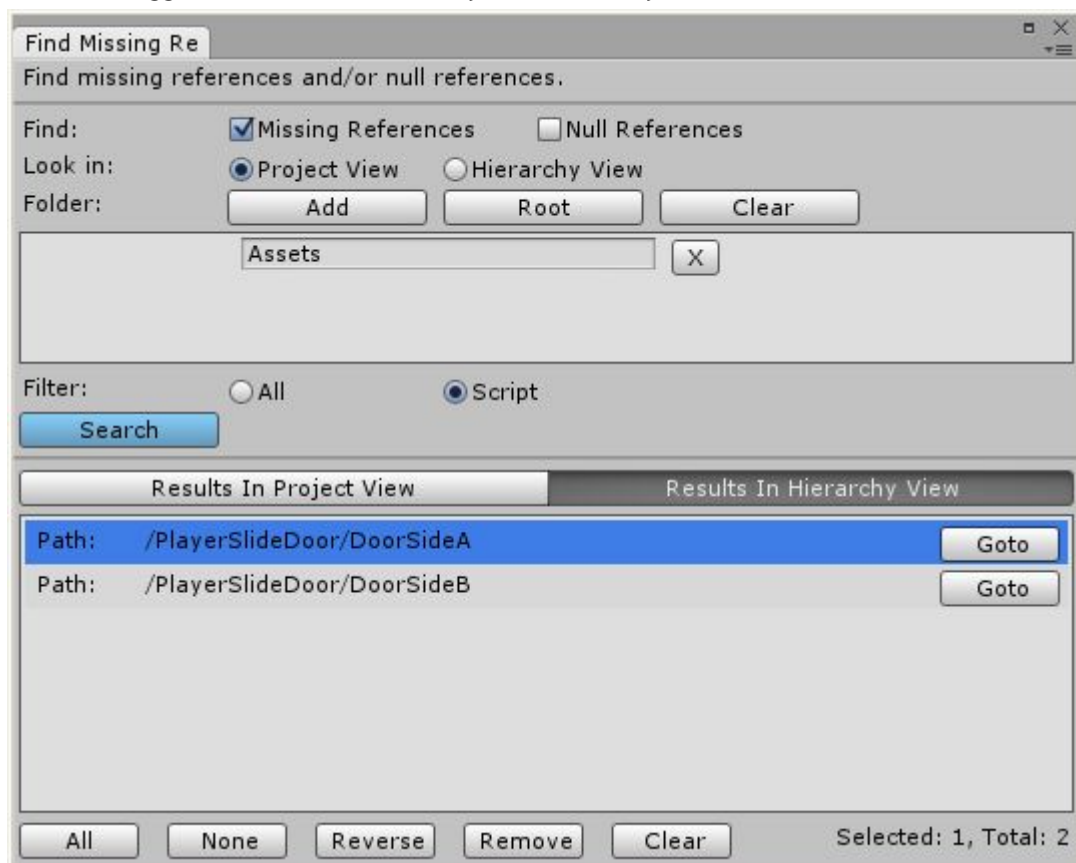 Find Missing Re
Find missing references and/or null references.
Find: Missing References Null References
Look in: Project View Hierarchy View
Folder: Add Root Clear
Assets X
Filter: All Script
Search
Results In Project View Results In Hierarchy View
Path: /PlayerSlideDoor/DoorSideA Goto
Path: /PlayerSlideDoor/DoorSideB Goto
All None Reverse Remove Clear Selected: 1, Total: 2